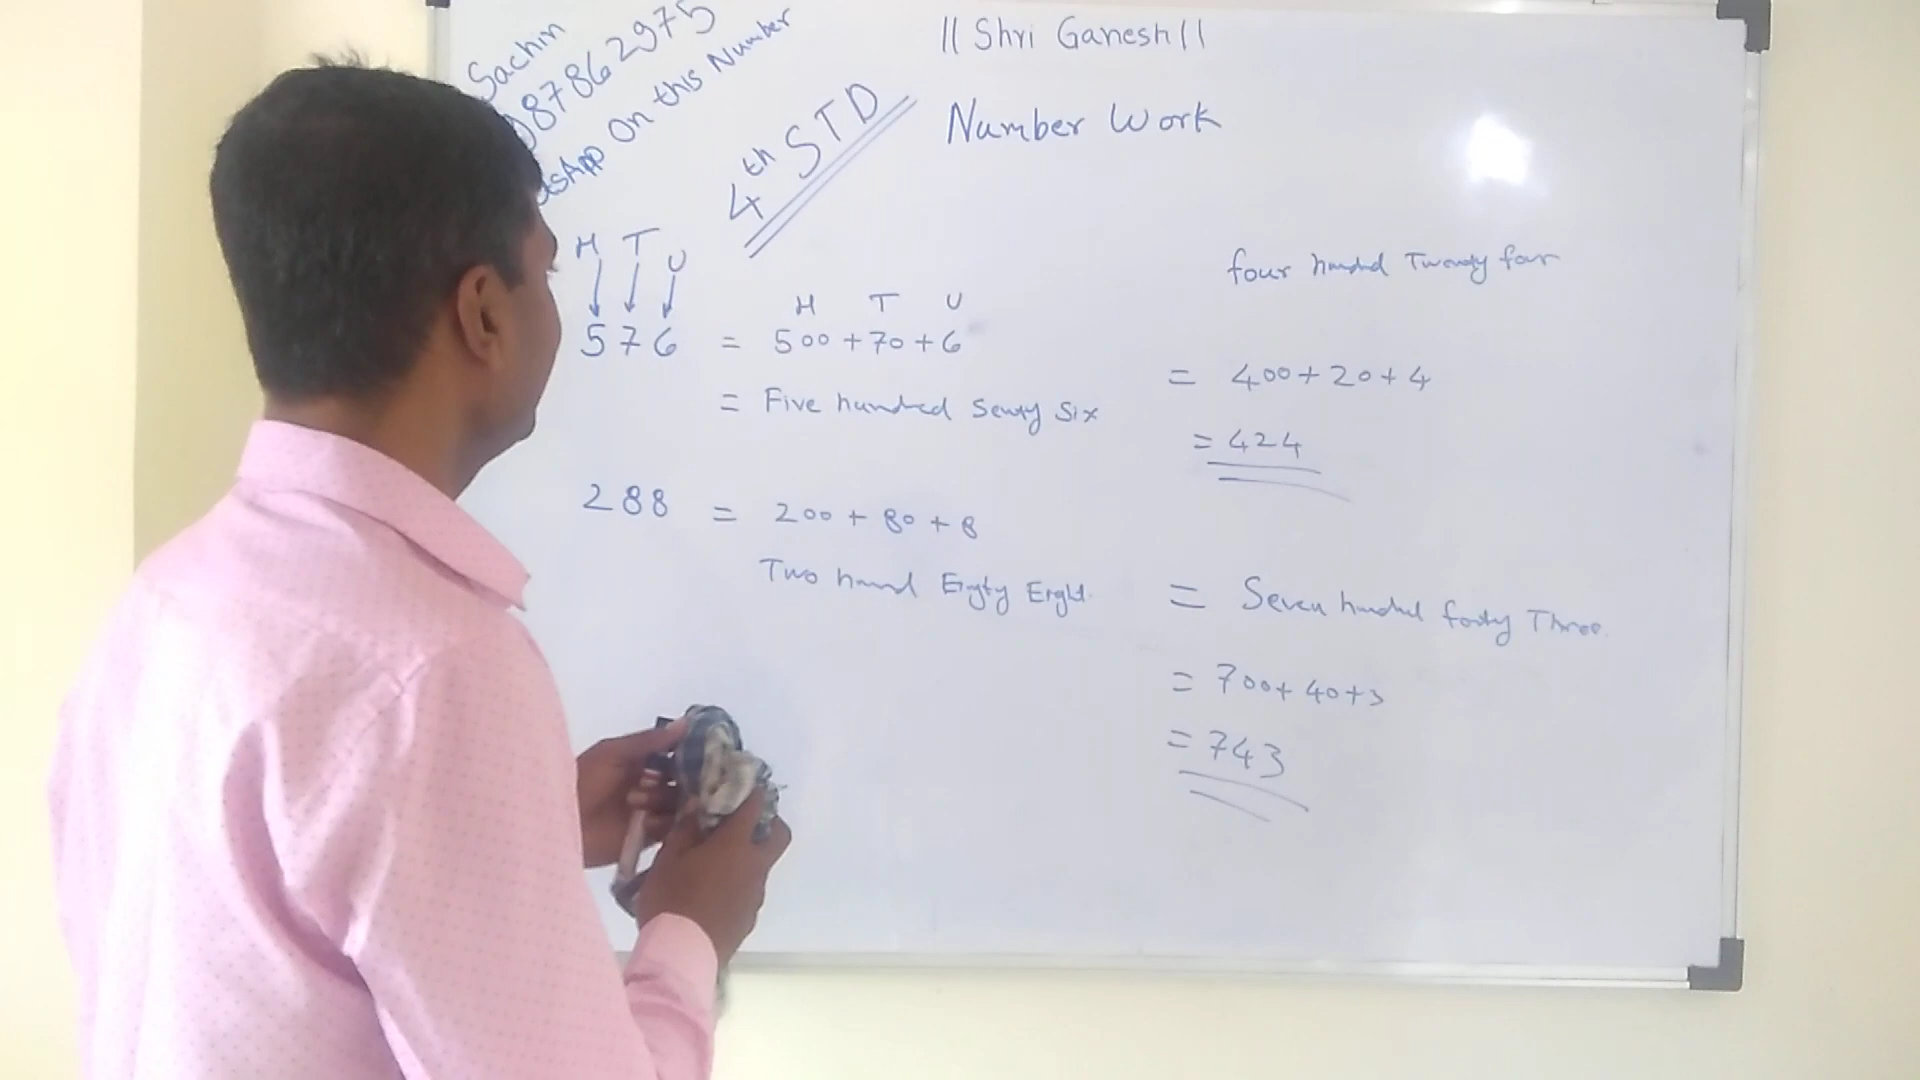 Sachin
878862975
App On this Number
4th STD
|| Shri Ganesh ||
Number Work
H T U
576 = 500+70+6
H T U
= Five hundred Seventy Six
288 = 200 + 80 + 8
Two hund Eighty Eight.
four hundred Twenty four
= 400+20+4
= 424
= Seven hundred forty Three.
= 700+ 40+3
= 743